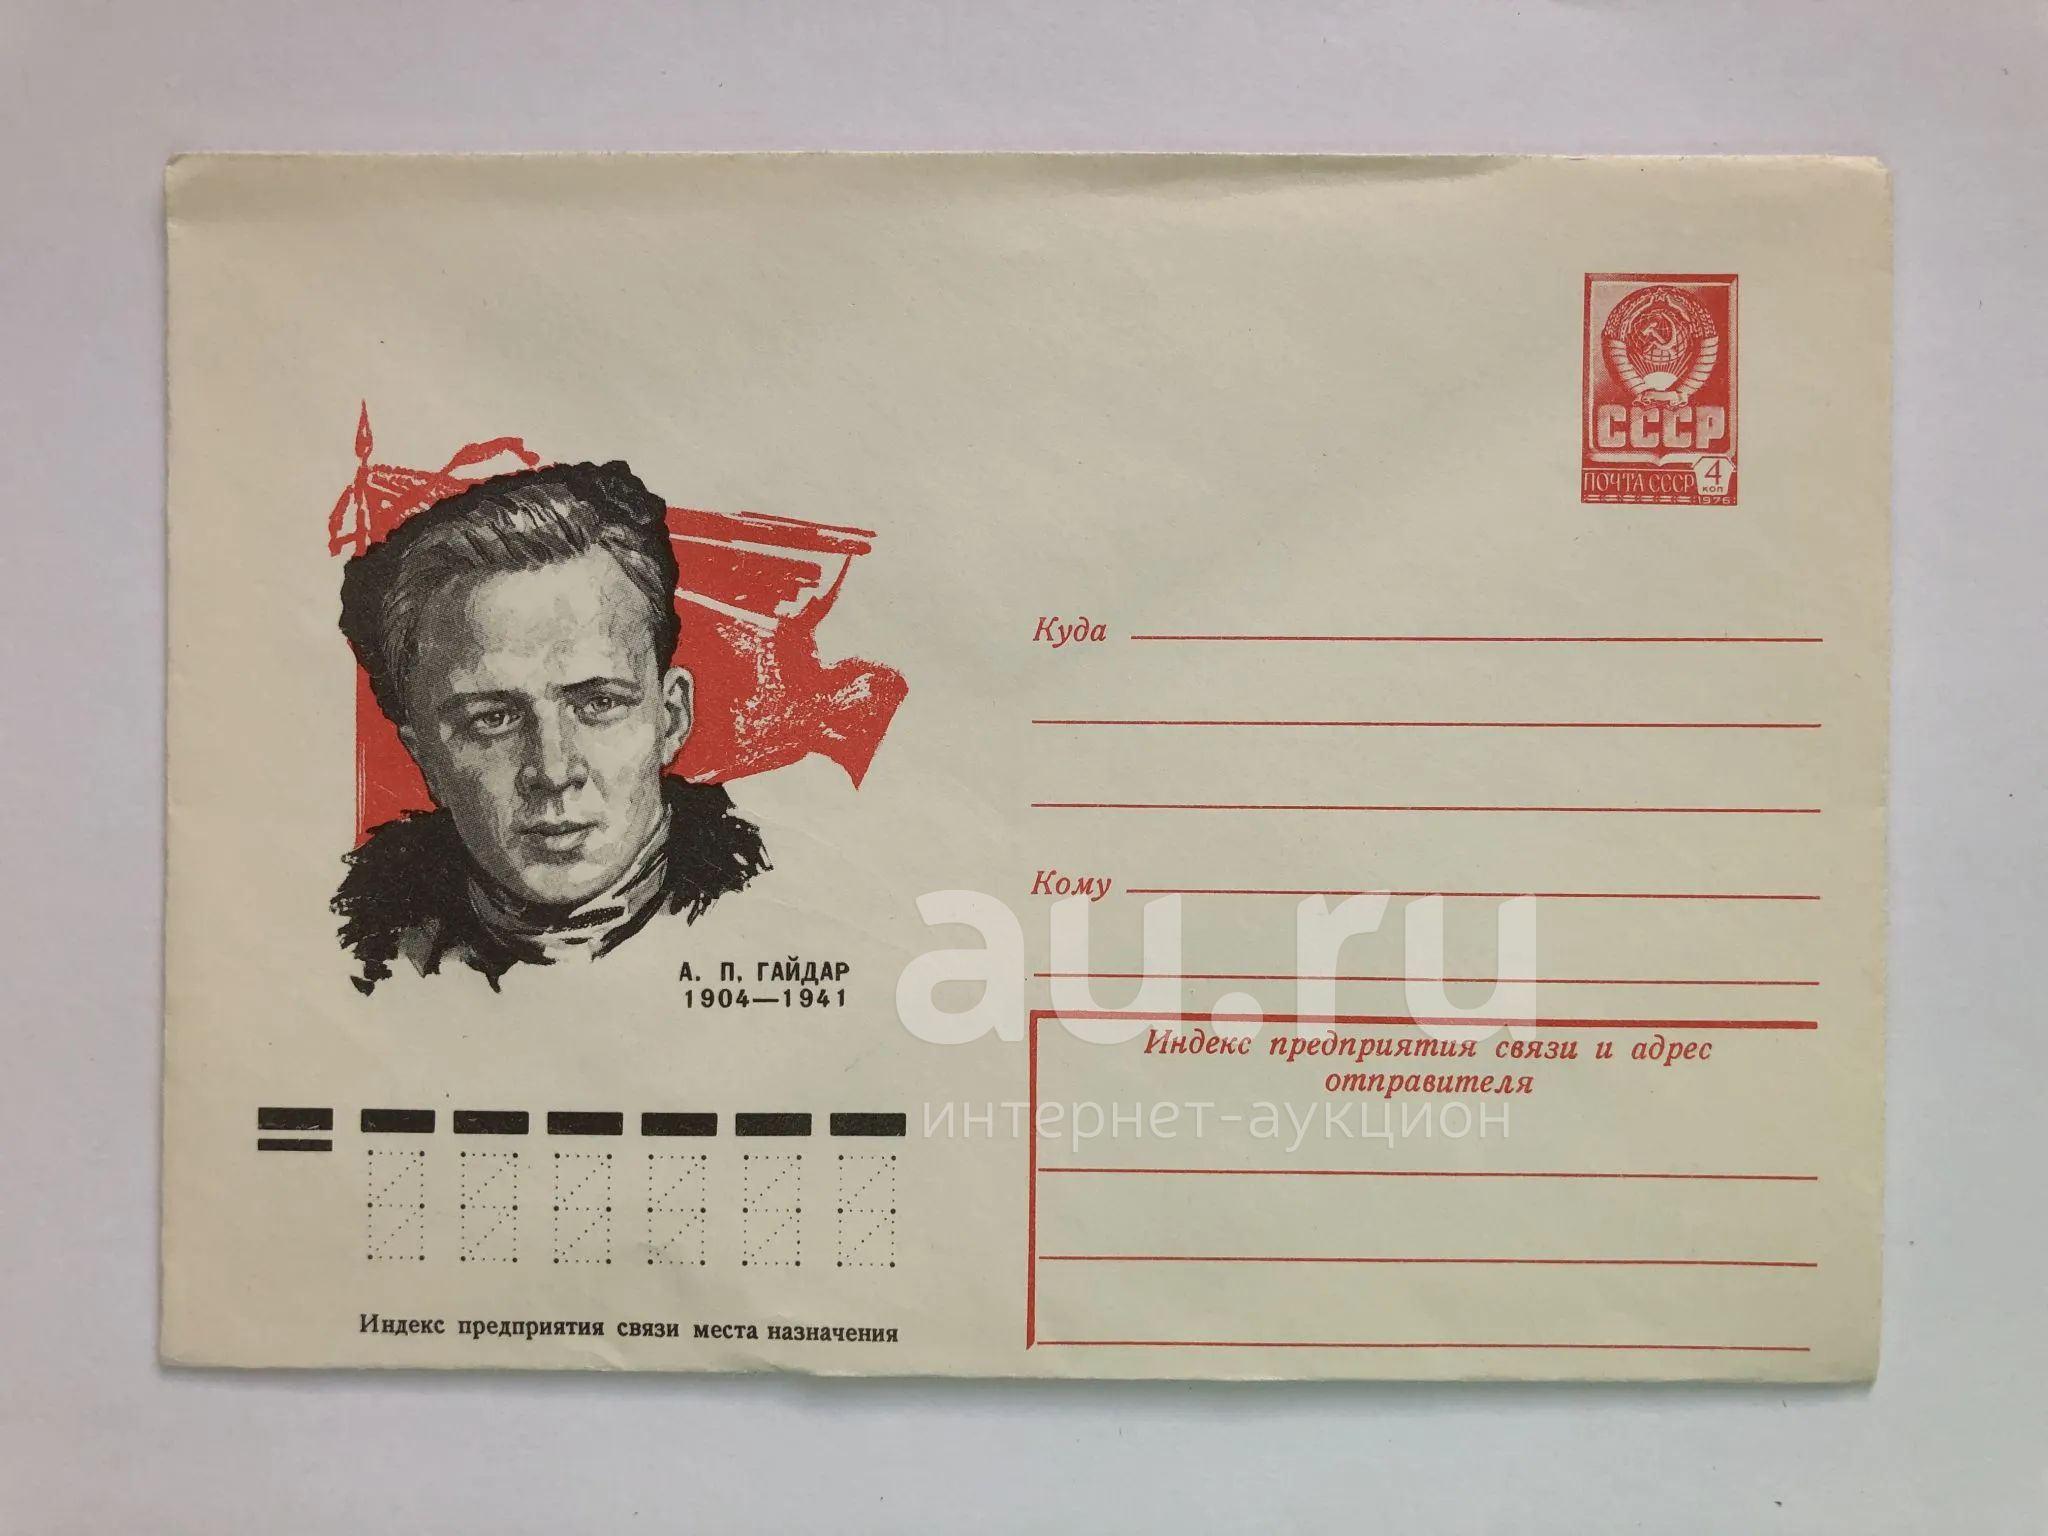 СССР
ПОЧТА СССР 4
КОП
1976
Куда
Кому
А. П. ГАЙДАР
1904—1941
au.ru
Индекс предприятия связи и адрес
отправителя
интернет-аукцион
Индекс предприятия связи места назначения